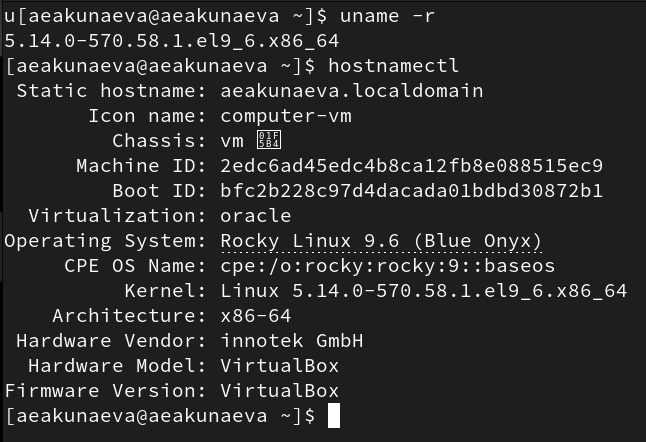 u[aeakunaeva@aeakunaeva ~]$ uname -r
5.14.0-570.58.1.el9_6.x86_64
[aeakunaeva@aeakunaeva ~]$ hostnamectl
Static hostname: aeakunaeva.localdomain
Icon name: computer-vm
Chassis: vm 🖴
Machine ID: 2edc6ad45edc4b8ca12fb8e088515ec9
Boot ID: bfc2b228c97d4dacada01bdbd30872b1
Virtualization: oracle
Operating System: Rocky Linux 9.6 (Blue Onyx)
CPE OS Name: cpe:/o:rocky:rocky:9::baseos
Kernel: Linux 5.14.0-570.58.1.el9_6.x86_64
Architecture: x86-64
Hardware Vendor: innotek GmbH
Hardware Model: VirtualBox
Firmware Version: VirtualBox
[aeakunaeva@aeakunaeva ~]$